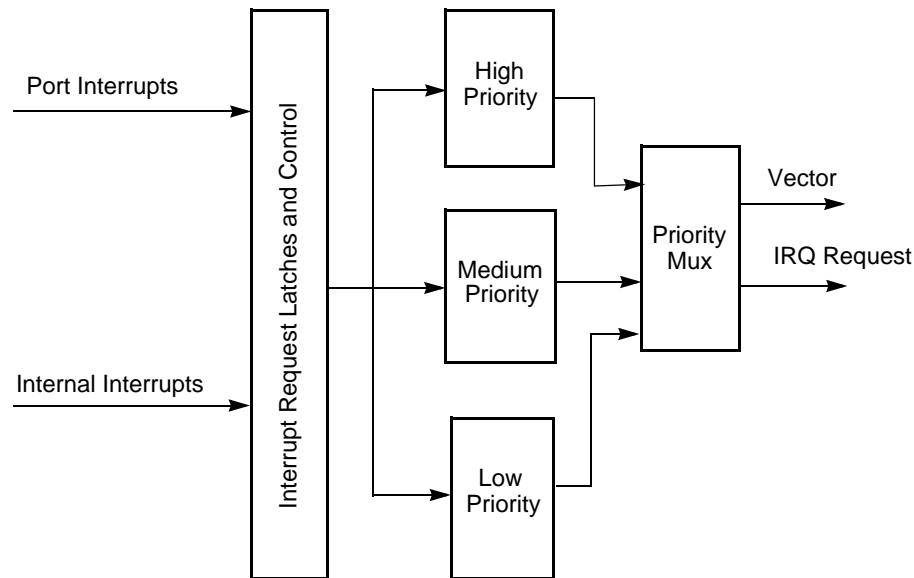 Port Interrupts
Internal Interrupts
Interrupt Request Latches and Control
High
Priority
Medium
Priority
Low
Priority
Priority
Mux
Vector
IRQ Request